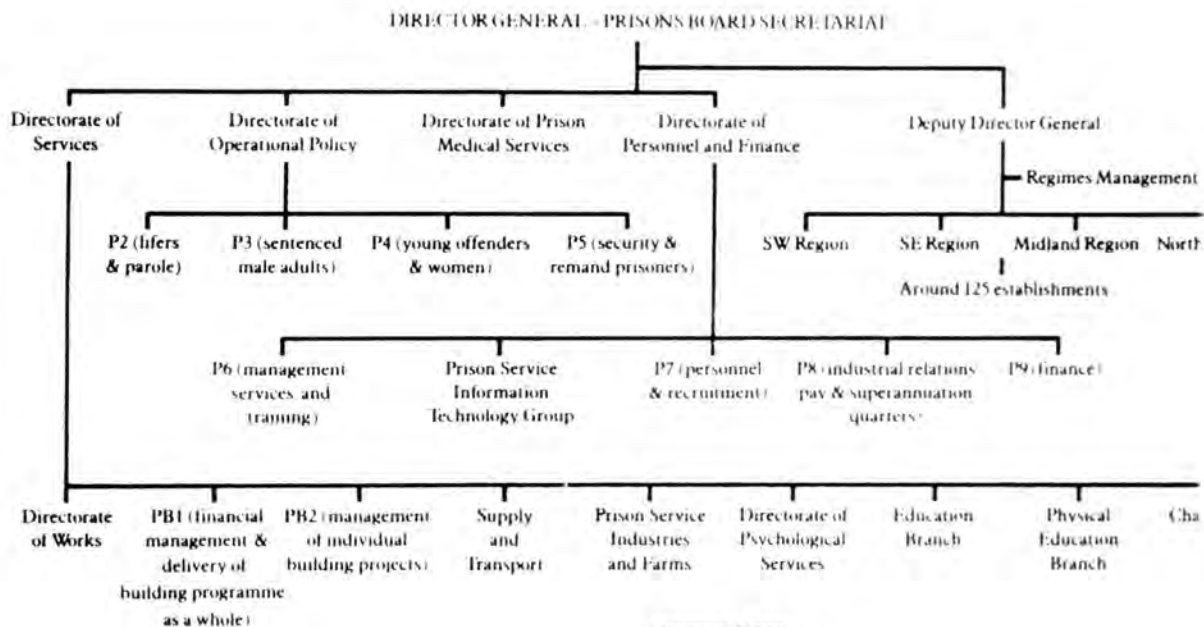 DIRECTOR GENERAL – PRISONS BOARD SECRETARIAT
Directorate of
Services
Directorate of
Operational Policy
Directorate of Prison
Medical Services
Directorate of
Personnel and Finance
Deputy Director General
Regimes Management
P2 (lifers
& parole)
P3 (sentenced
male adults)
P4 (young offenders
& women)
P5 (security &
remand prisoners)
SW Region
SE Region
Midland Region
North
Around 125 establishments
P6 (management
services and
training)
Prison Service
Information
Technology Group
P7 (personnel
& recruitment)
P8 (industrial relations
pay & superannuation
quarters)
P9 (finance)
Directorate
of Works
PB1 (financial
management &
delivery of
building programme
as a whole)
PB2 (management
of individual
building projects)
Supply
and
Transport
Prison Service
Industries
and Farms
Directorate of
Psychological
Services
Education
Branch
Physical
Education
Branch
Cha